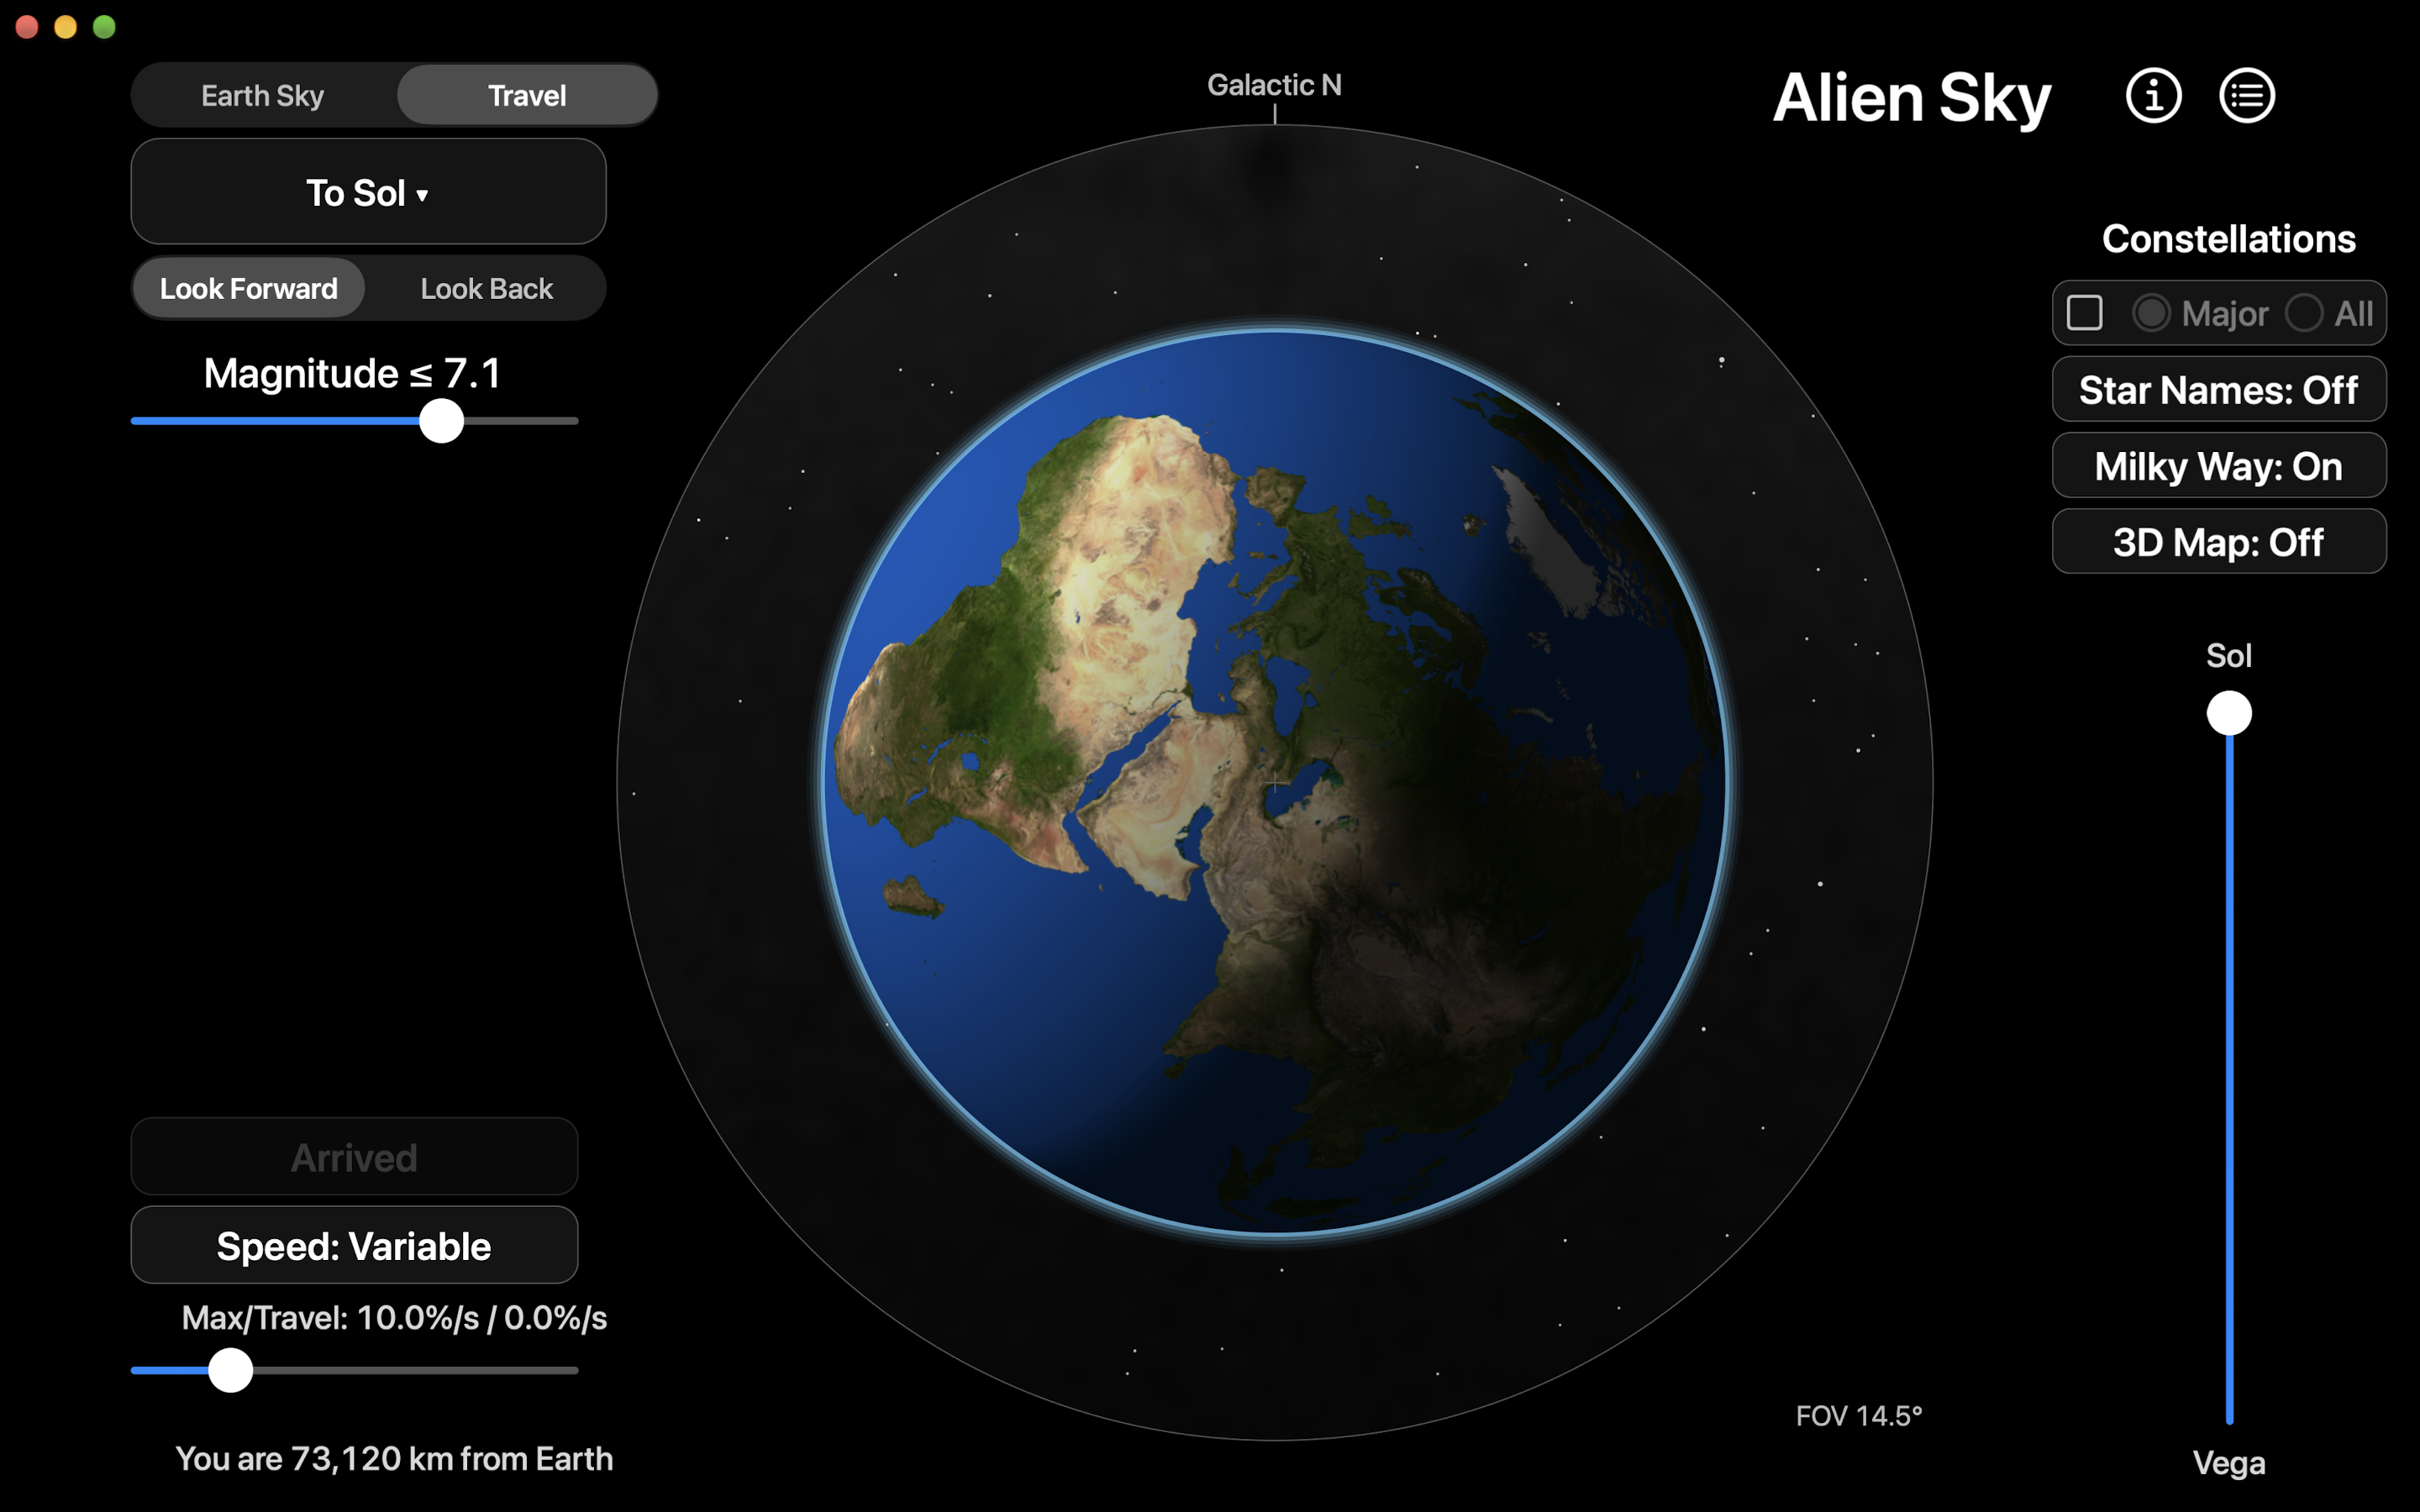 Earth Sky
Travel
To Sol ▾
Look Forward
Look Back
Magnitude ≤ 7.1
Galactic N
Alien Sky
Constellations
Major
All
Star Names: Off
Milky Way: On
3D Map: Off
Sol
Vega
Arrived
Speed: Variable
Max/Travel: 10.0%/s / 0.0%/s
You are 73,120 km from Earth
FOV 14.5°